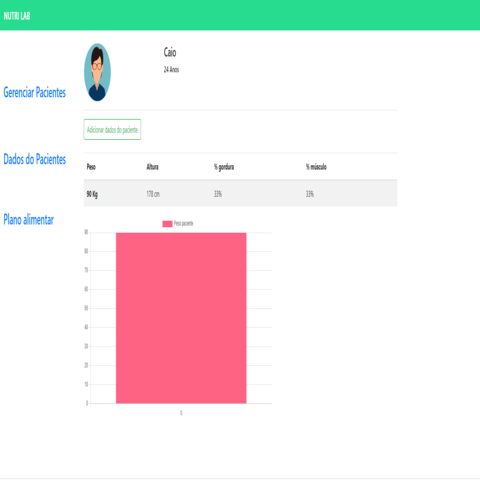 NUTRI LAB
Gerenciar Pacientes
Dados do Pacientes
Plano alimentar
Caio
24 Anos
Adicionar dados do paciente
Peso Altura % gordura % músculo
90 Kg 178 cm 33% 33%
Peso paciente
90
80
70
60
50
40
30
20
10
0